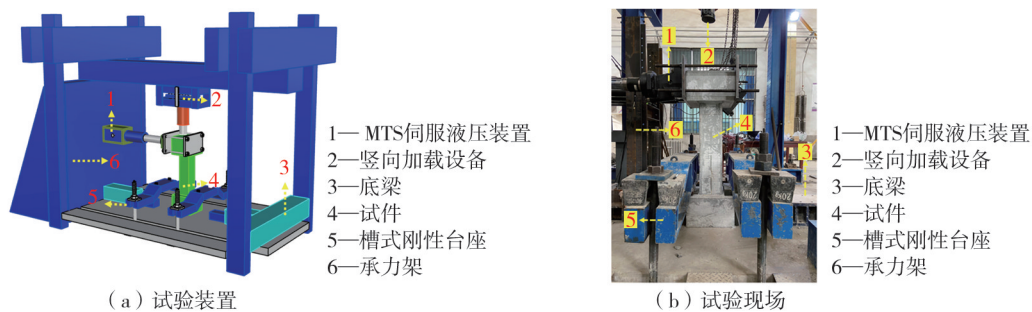 1
2
3
4
5
6
1— MTS伺服液压装置
2—竖向加载设备
3—底梁
4—试件
5—槽式刚性台座
6—承力架
(a)试验装置
1
2
3
4
5
6
1—MTS伺服液压装置
2—竖向加载设备
3—底梁
4—试件
5—槽式刚性台座
6—承力架
(b)试验现场